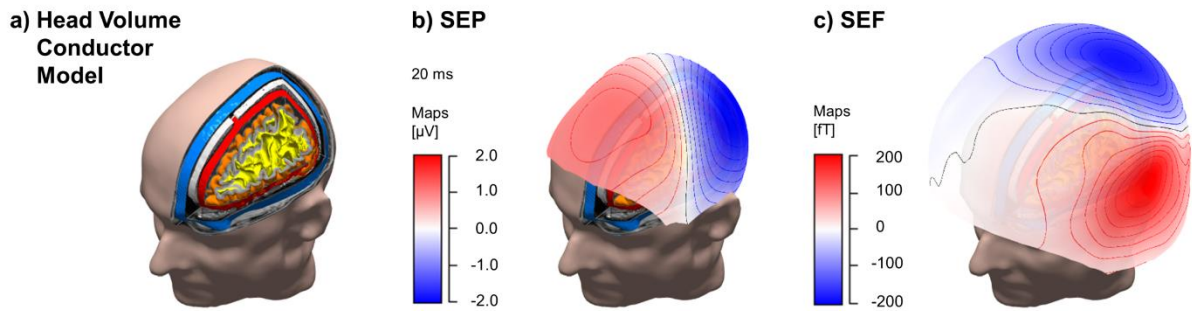 a) Head Volume
Conductor
Model
b) SEP
20 ms
Maps
[µV]
2.0
1.0
0
-1.0
-2.0
c) SEF
Maps
[fT]
200
100
0
-100
-200